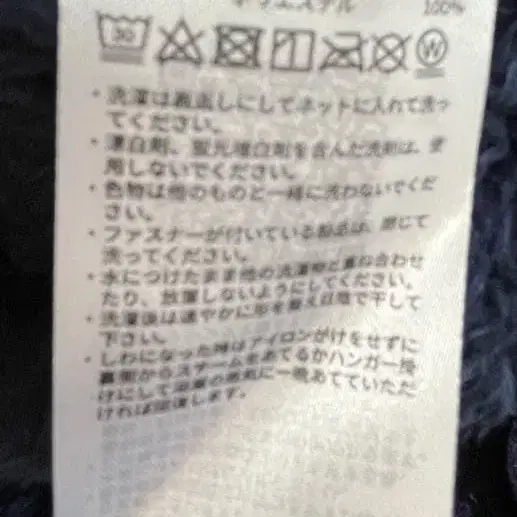 ポリエステル 100%
30 W
・洗濯は裏返しにしてネットに入れて洗っ
てください。
・漂白剤、蛍光増白剤を含んだ洗剤は、使
用しないでください。
・色物は他のものと一緒に洗わないでくだ
さい。
・ファスナーが付いている製品は、閉じて
洗ってください。
・水につけたまま他の洗濯物と重ね合わせ
たり、放置しないようにしてください。
・洗濯後は速やかに形を整え日陰で干して
下さい。
・しわになった時はアイロンがけをせずに
裏側からスチームをあてるかハンガー掛
けにして浴室の蒸気に一晩あてていただ
ければ回復します。